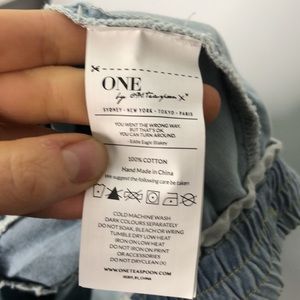 ONE
by one teaspoon X
SYDNEY • NEW YORK • TOKYO • PARIS
YOU WENT THE WRONG WAY,
BUT THAT'S OK.
YOU CAN TURN AROUND.
- Eddie Eagle Blakey
100% COTTON
Hand Made in China
We suggest the following care be taken
COLD MACHINE WASH
DARK COLOURS SEPARATELY
DO NOT SOAK, BLEACH OR WRING
TUMBLE DRY LOW HEAT
IRON ON LOW HEAT
DO NOT IRON ON PRINT
OR ACCESSORIES
DO NOT DRYCLEAN (X)
WWW.ONETEASPOON.COM